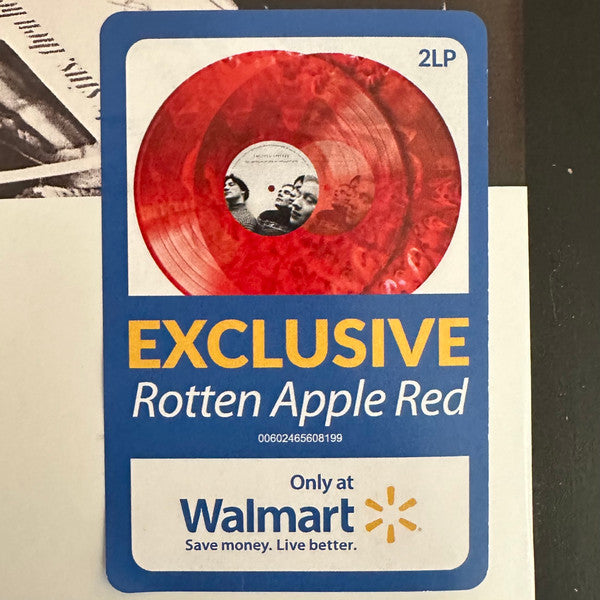 2LP
EXCLUSIVE
Rotten Apple Red
00602465608199
Only at
Walmart
Save money. Live better.